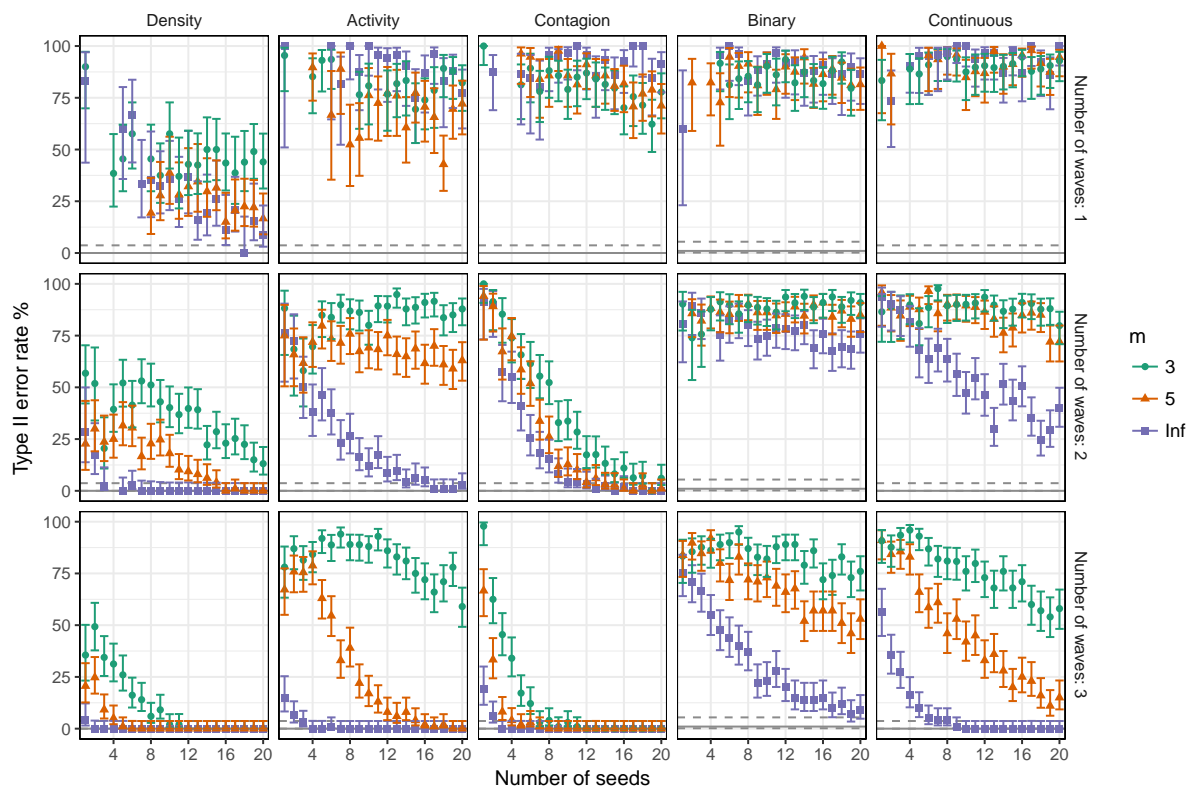 Density Activity Contagion Binary Continuous
100
75
50
25
0
Number of waves: 1
100
75
50
25
0
Number of waves: 2
Type II error rate %
m
3
5
Inf
100
75
50
25
0
Number of waves: 3
4 8 12 16 20 4 8 12 16 20 4 8 12 16 20 4 8 12 16 20 4 8 12 16 20
Number of seeds